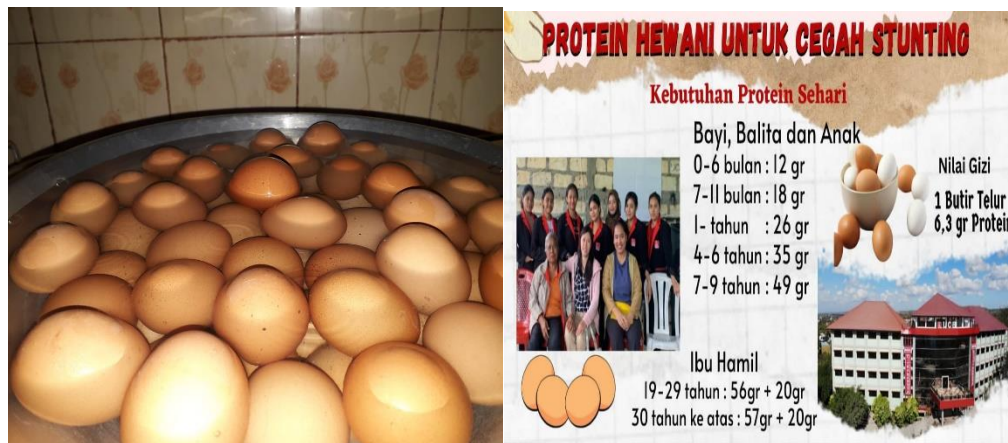 PROTEIN HEWANI UNTUK CEGAH STUNTING
Kebutuhan Protein Sehari
Bayi, Balita dan Anak
0-6 bulan : 12 gr
7-11 bulan : 18 gr
1- tahun : 26 gr
4-6 tahun : 35 gr
7-9 tahun : 49 gr
Nilai Gizi
1 Butir Telur
6,3 gr Protein
Ibu Hamil
19-29 tahun : 56gr + 20gr
30 tahun ke atas : 57gr + 20gr